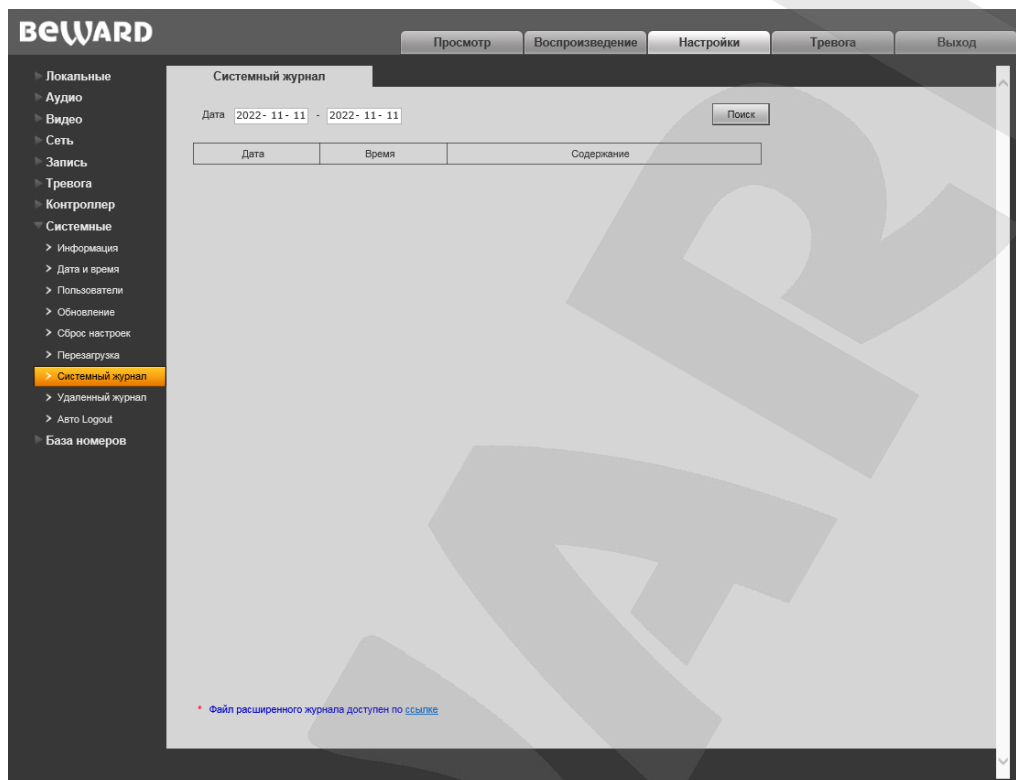 BEWARD
Просмотр Воспроизведение Настройки Тревога Выход
Локальные
Аудио
Видео
Сеть
Запись
Тревога
Контроллер
Системные
Информация
Дата и время
Пользователи
Обновление
Сброс настроек
Перезагрузка
Системный журнал
Удаленный журнал
Авто Logout
База номеров
Системный журнал
Дата 2022- 11- 11 - 2022- 11- 11 Поиск
Дата Время Содержание
* Файл расширенного журнала доступен по ссылке